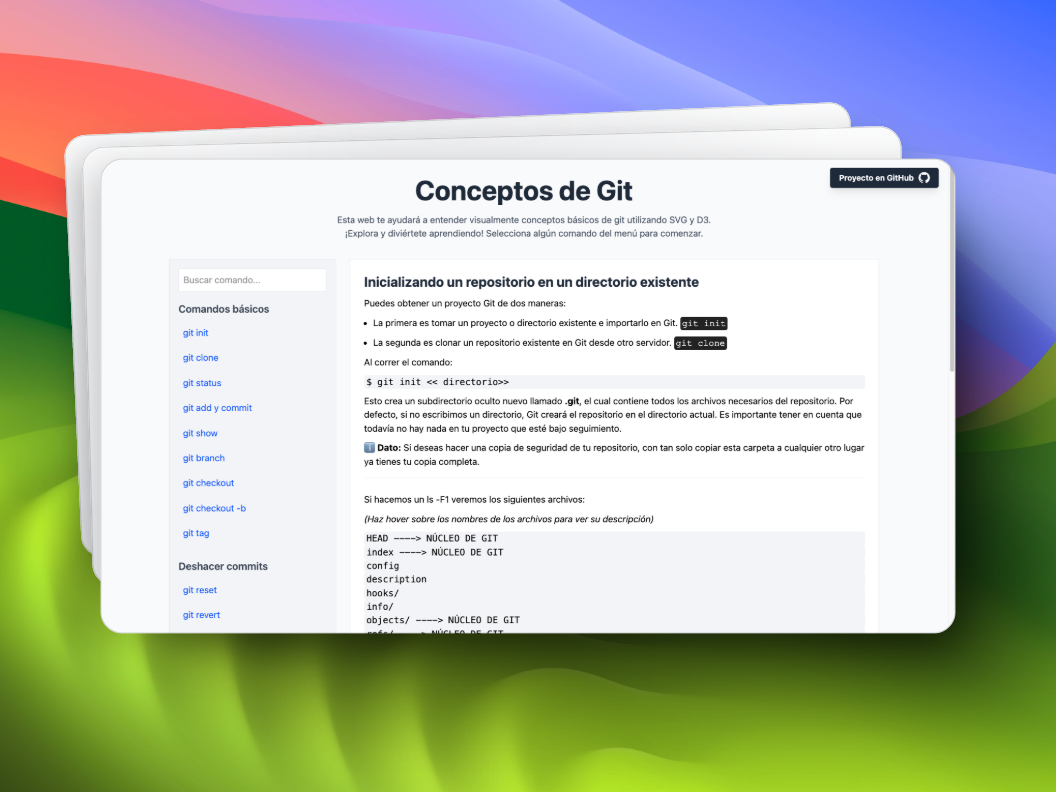 Proyecto en GitHub
Conceptos de Git
Esta web te ayudará a entender visualmente conceptos básicos de git utilizando SVG y D3.
¡Explora y diviértete aprendiendo! Selecciona algún comando del menú para comenzar.
Buscar comando...
Comandos básicos
git init
git clone
git status
git add y commit
git show
git branch
git checkout
git checkout -b
git tag
Deshacer commits
git reset
git revert
Inicializando un repositorio en un directorio existente
Puedes obtener un proyecto Git de dos maneras:
• La primera es tomar un proyecto o directorio existente e importarlo en Git. git init
• La segunda es clonar un repositorio existente en Git desde otro servidor. git clone
Al correr el comando:
$ git init << directorio>>
Esto crea un subdirectorio oculto nuevo llamado .git, el cual contiene todos los archivos necesarios del repositorio. Por
defecto, si no escribimos un directorio, Git creará el repositorio en el directorio actual. Es importante tener en cuenta que
todavía no hay nada en tu proyecto que esté bajo seguimiento.
ℹ️ Dato: Si deseas hacer una copia de seguridad de tu repositorio, con tan solo copiar esta carpeta a cualquier otro lugar
ya tienes tu copia completa.
Si hacemos un ls -F1 veremos los siguientes archivos:
(Haz hover sobre los nombres de los archivos para ver su descripción)
HEAD ----> NÚCLEO DE GIT
index ----> NÚCLEO DE GIT
config
description
hooks/
info/
objects/ ----> NÚCLEO DE GIT
refs/ ----> NÚCLEO DE GIT